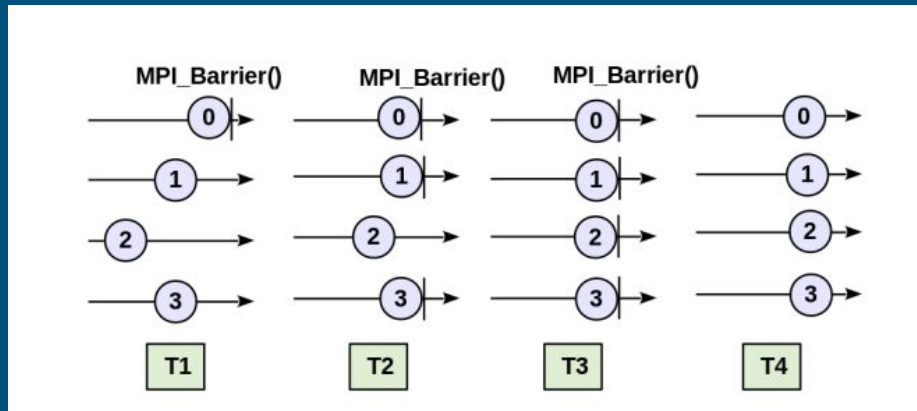 MPI_Barrier() MPI_Barrier() MPI_Barrier()
0 0 0 0
1 1 1 1
2 2 2 2
3 3 3 3
T1 T2 T3 T4